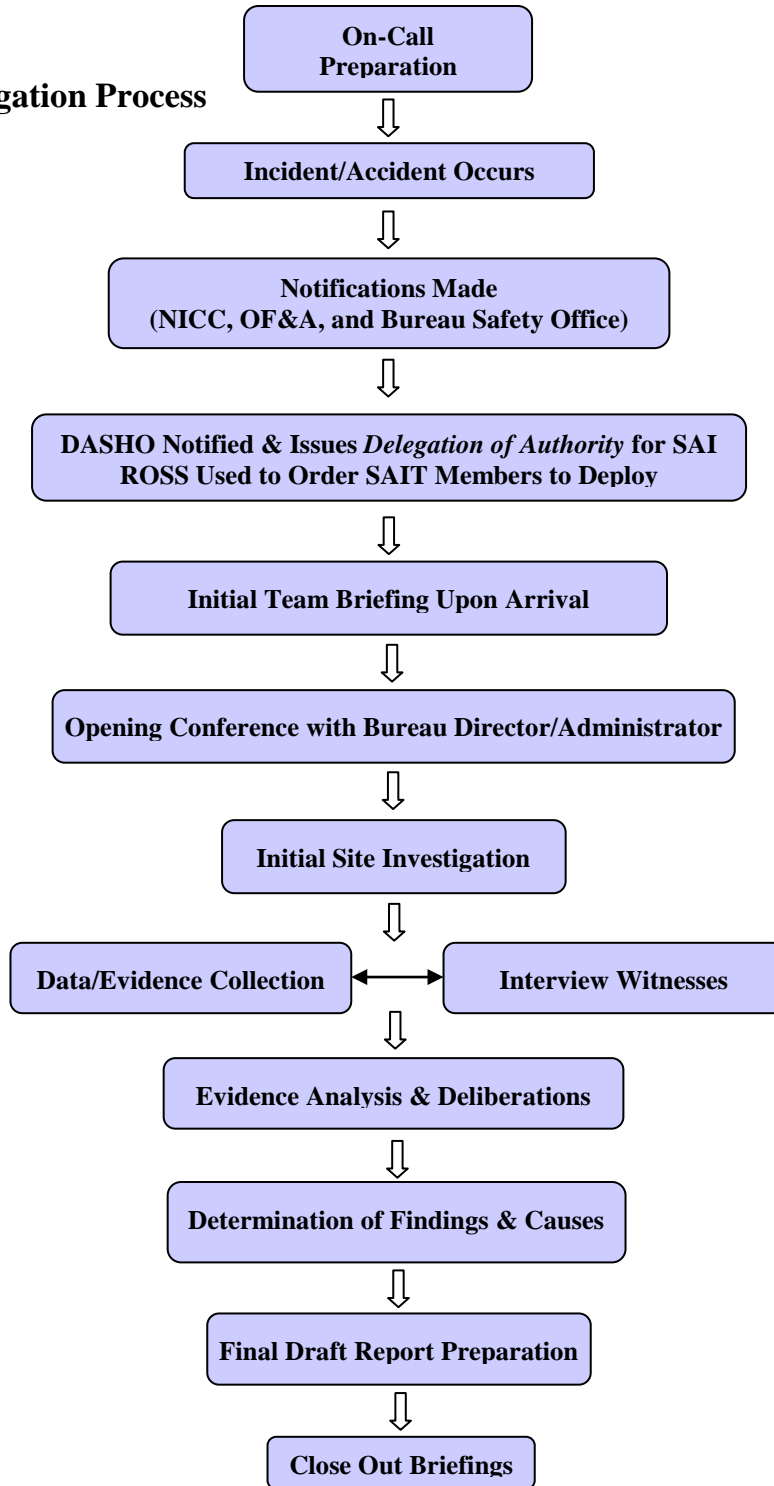 On-Call
Preparation
gation Process
Incident/Accident Occurs
Notifications Made
(NICC, OF&A, and Bureau Safety Office)
DASHO Notified & Issues Delegation of Authority for SAI
ROSS Used to Order SAIT Members to Deploy
Initial Team Briefing Upon Arrival
Opening Conference with Bureau Director/Administrator
Initial Site Investigation
Data/Evidence Collection
Interview Witnesses
Evidence Analysis & Deliberations
Determination of Findings & Causes
Final Draft Report Preparation
Close Out Briefings